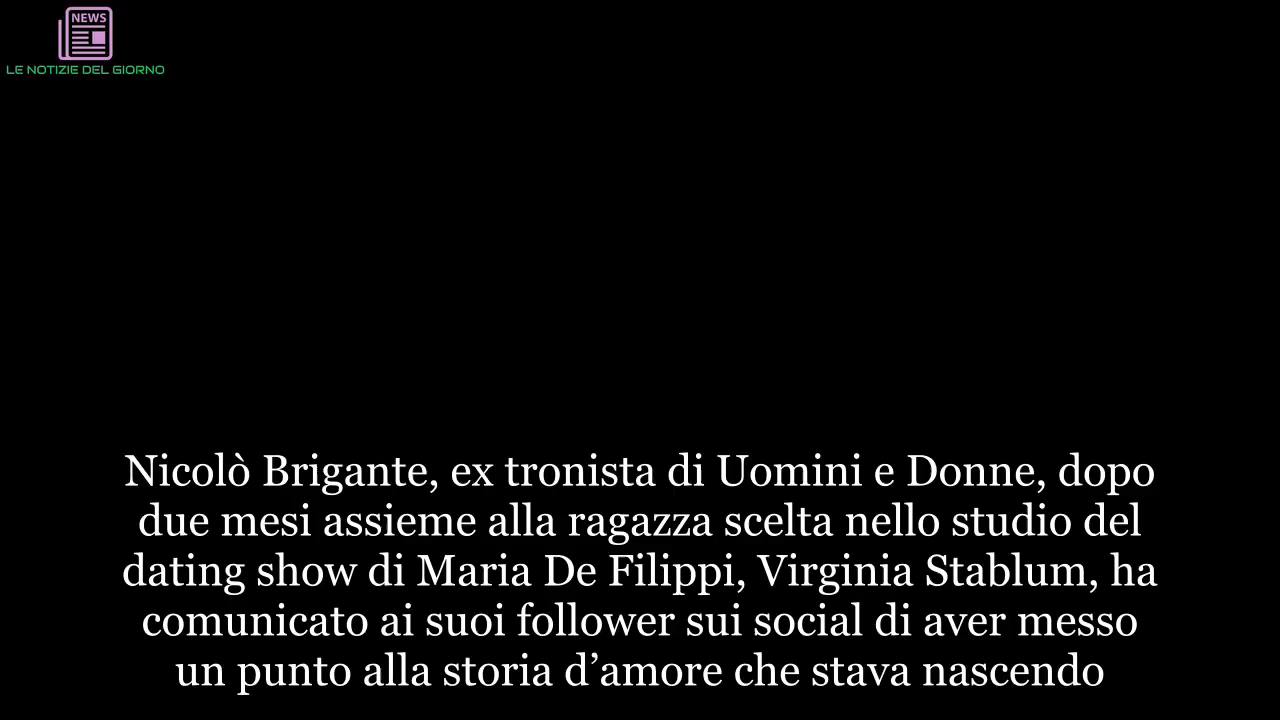 NEWS
LE NOTIZIE DEL GIORNO
Nicolò Brigante, ex tronista di Uomini e Donne, dopo
due mesi assieme alla ragazza scelta nello studio del
dating show di Maria De Filippi, Virginia Stablum, ha
comunicato ai suoi follower sui social di aver messo
un punto alla storia d’amore che stava nascendo